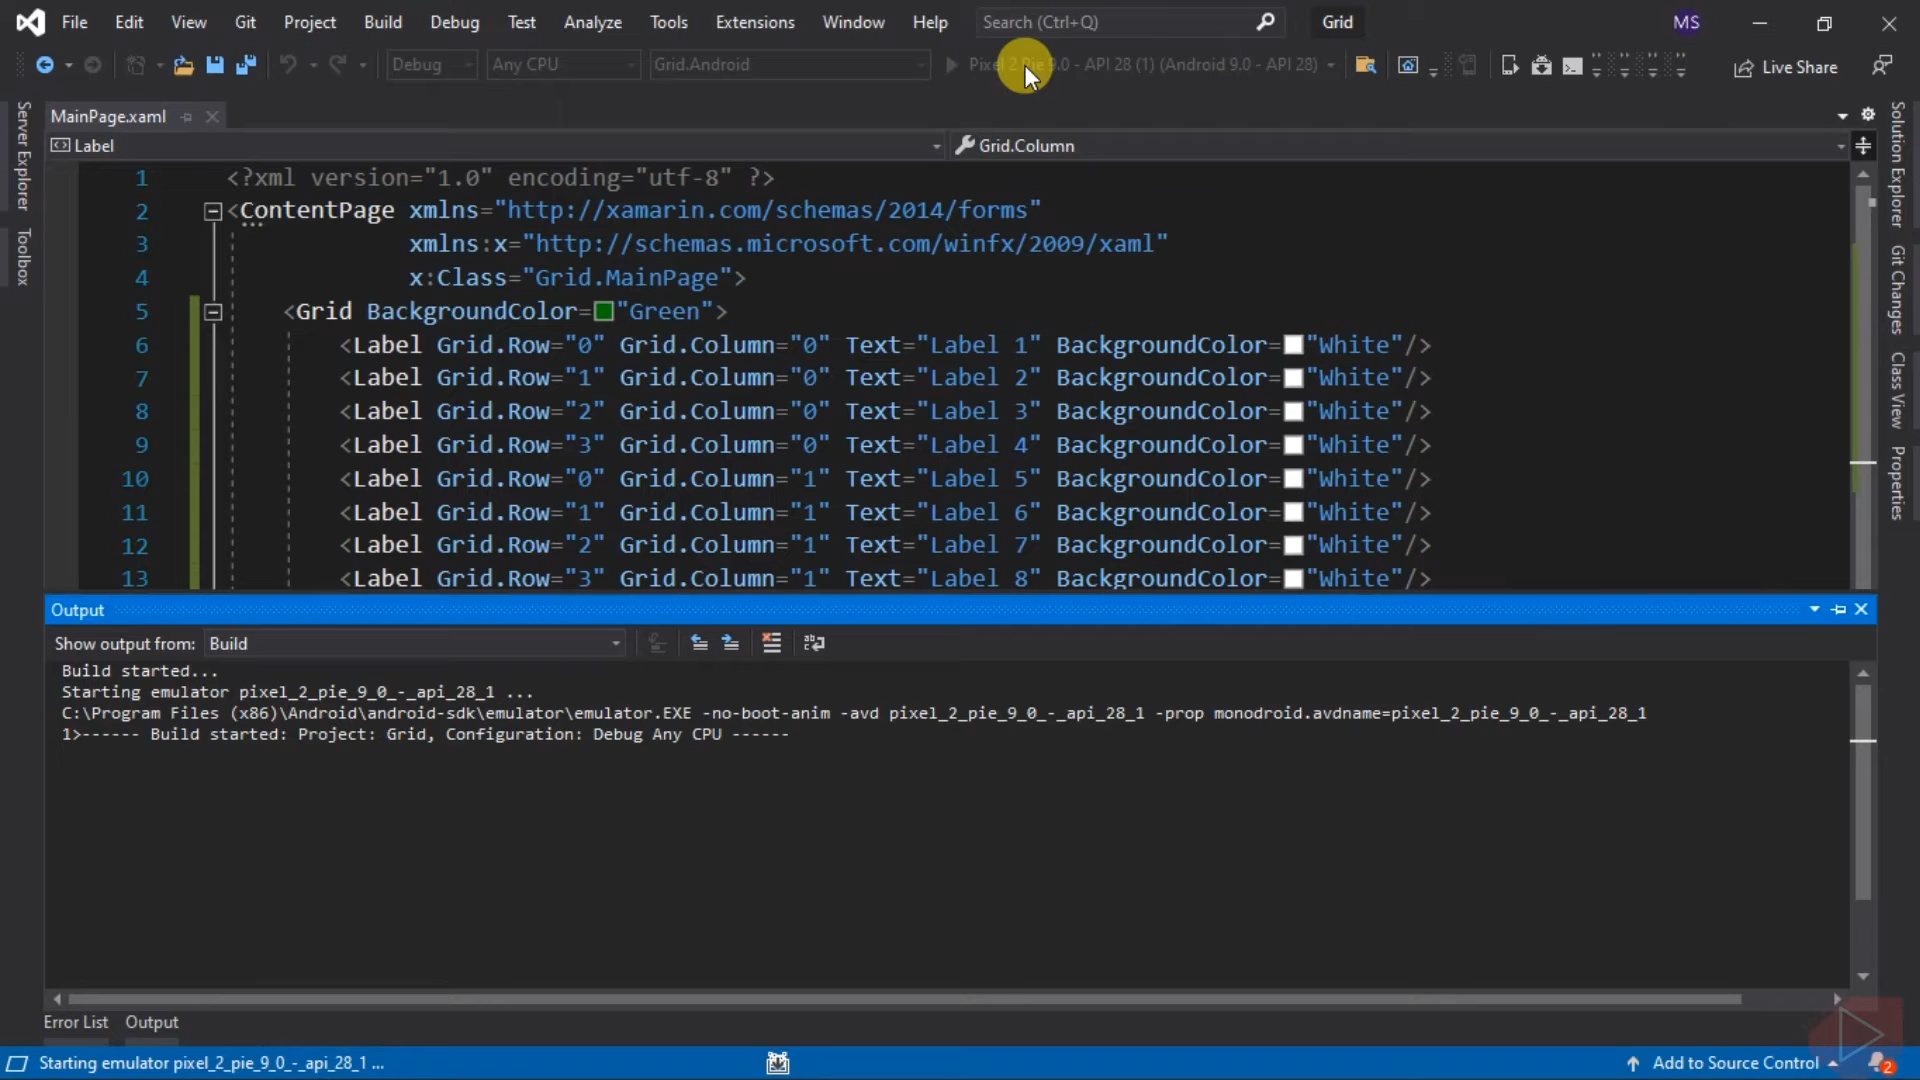 File Edit View Git Project Build Debug Test Analyze Tools Extensions Window Help Search (Ctrl+Q) Grid MS
Debug Any CPU Grid.Android Pixel 2 Pie 9.0 - API 28 (1) (Android 9.0 - API 28) Live Share
Server Explorer
Toolbox
MainPage.xaml
Label Grid.Column
1 <?xml version="1.0" encoding="utf-8" ?>
2 <ContentPage xmlns="http://xamarin.com/schemas/2014/forms"
3 xmlns:x="http://schemas.microsoft.com/winfx/2009/xaml"
4 x:Class="Grid.MainPage">
5 <Grid BackgroundColor="Green">
6 <Label Grid.Row="0" Grid.Column="0" Text="Label 1" BackgroundColor="White"/>
7 <Label Grid.Row="1" Grid.Column="0" Text="Label 2" BackgroundColor="White"/>
8 <Label Grid.Row="2" Grid.Column="0" Text="Label 3" BackgroundColor="White"/>
9 <Label Grid.Row="3" Grid.Column="0" Text="Label 4" BackgroundColor="White"/>
10 <Label Grid.Row="0" Grid.Column="1" Text="Label 5" BackgroundColor="White"/>
11 <Label Grid.Row="1" Grid.Column="1" Text="Label 6" BackgroundColor="White"/>
12 <Label Grid.Row="2" Grid.Column="1" Text="Label 7" BackgroundColor="White"/>
13 <Label Grid.Row="3" Grid.Column="1" Text="Label 8" BackgroundColor="White"/>
Solution Explorer
Git Changes
Class View
Properties
Output
Show output from: Build
Build started...
Starting emulator pixel_2_pie_9_0_-_api_28_1 ...
C:\Program Files (x86)\Android\android-sdk\emulator\emulator.EXE -no-boot-anim -avd pixel_2_pie_9_0_-_api_28_1 -prop monodroid.avdname=pixel_2_pie_9_0_-_api_28_1
1>------ Build started: Project: Grid, Configuration: Debug Any CPU ------
Error List Output
Starting emulator pixel_2_pie_9_0_-_api_28_1 ... Add to Source Control 2